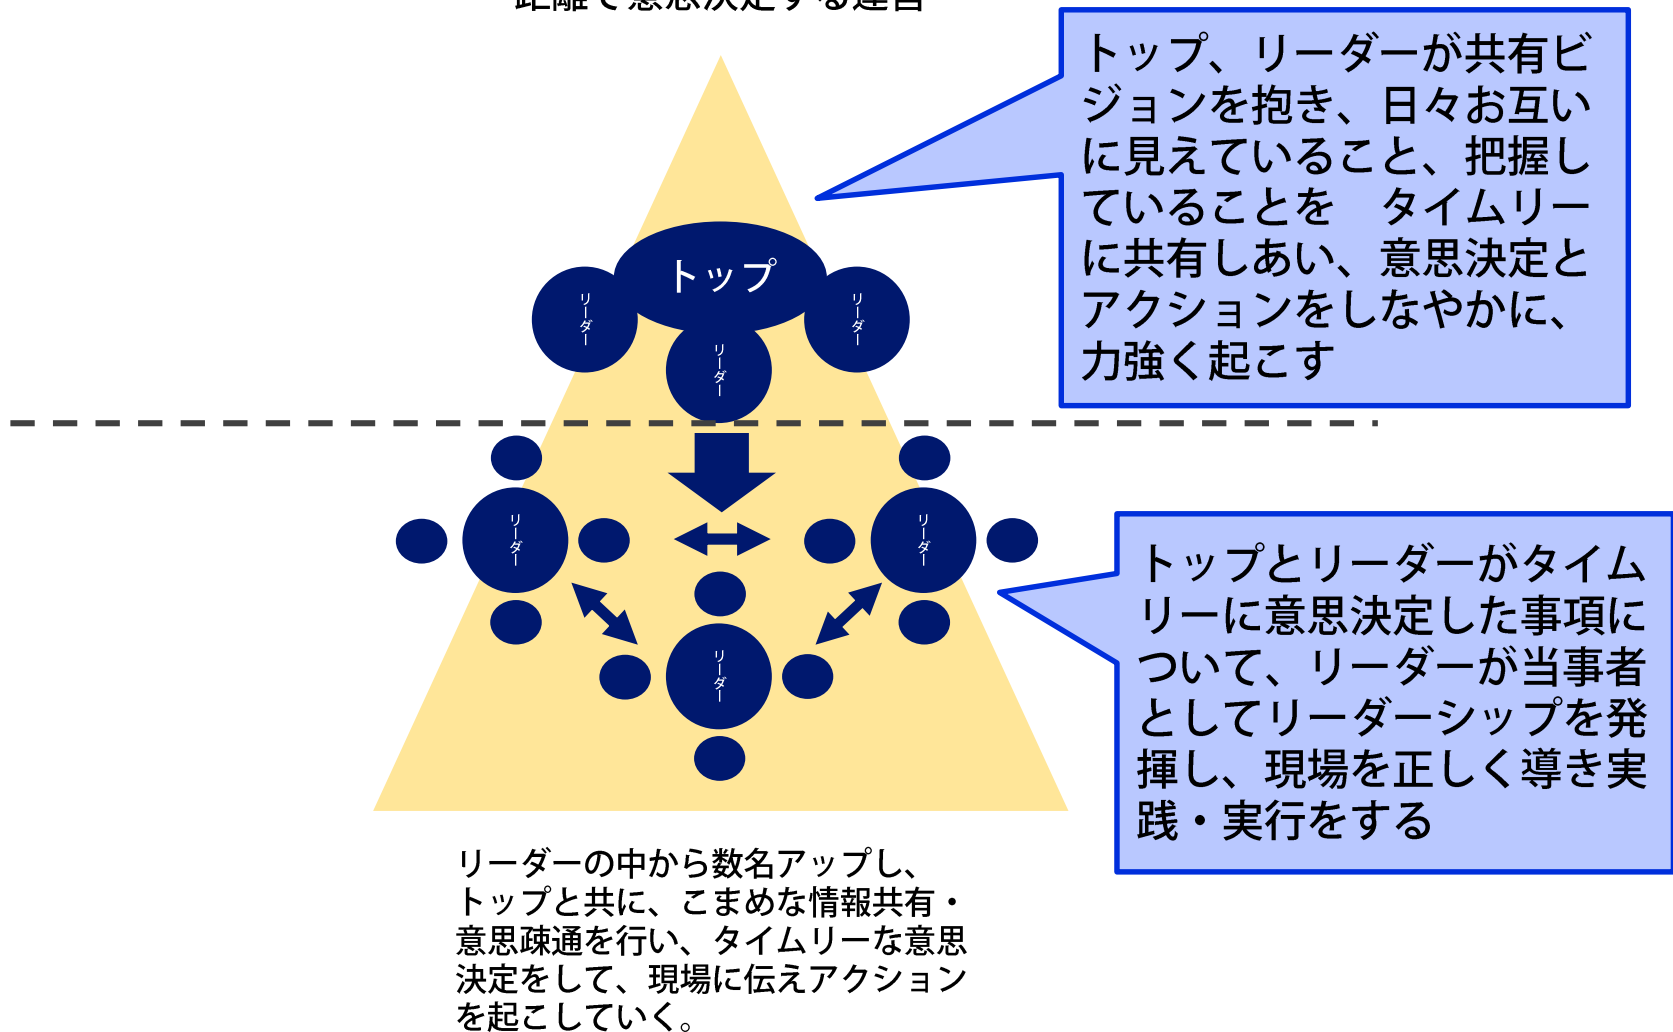 距離で意思決定する運営
トップ、リーダーが共有ビ
ジョンを抱き、日々お互い
に見えていること、把握し
ていることを　タイムリー
に共有しあい、意思決定と
アクションをしなやかに、
力強く起こす
トップ
リーダー
リーダー
リーダー
リーダー
リーダー
リーダー
トップとリーダーがタイム
リーに意思決定した事項に
ついて、リーダーが当事者
としてリーダーシップを発
揮し、現場を正しく導き実
践・実行をする
リーダーの中から数名アップし、
トップと共に、こまめな情報共有・
意思疎通を行い、タイムリーな意思
決定をして、現場に伝えアクション
を起こしていく。